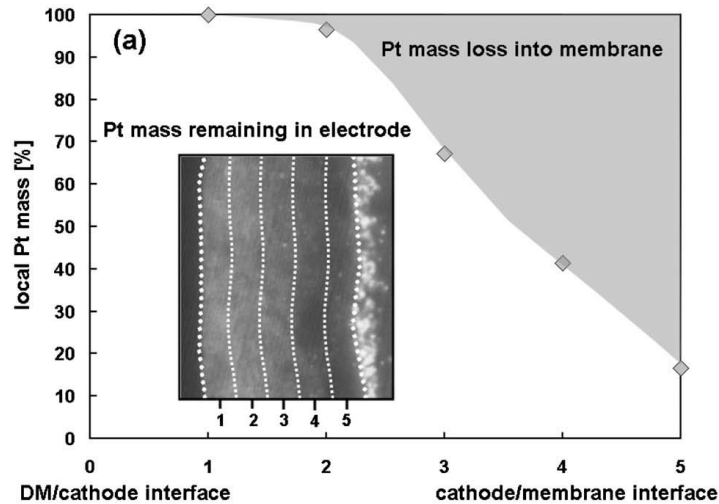 (a)
Pt mass loss into membrane
Pt mass remaining in electrode
local Pt mass [%]
100
90
80
70
60
50
40
30
20
10
0
1 2 3 4 5
0 1 2 3 4 5
DM/cathode interface cathode/membrane interface